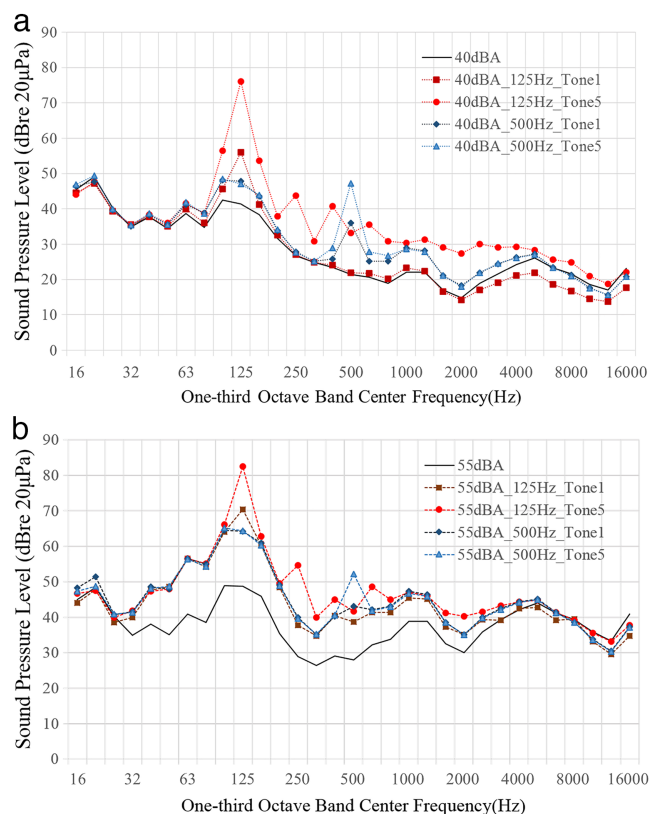 a
90
80
70
60
50
40
30
20
10
0
Sound Pressure Level (dBre 20μPa)
40dBA
40dBA_125Hz_Tone1
40dBA_125Hz_Tone5
40dBA_500Hz_Tone1
40dBA_500Hz_Tone5
16 32 63 125 250 500 1000 2000 4000 8000 16000
One-third Octave Band Center Frequency(Hz)
b
90
80
70
60
50
40
30
20
10
0
Sound Pressure Level (dBre 20μPa)
55dBA
55dBA_125Hz_Tone1
55dBA_125Hz_Tone5
55dBA_500Hz_Tone1
55dBA_500Hz_Tone5
16 32 63 125 250 500 1000 2000 4000 8000 16000
One-third Octave Band Center Frequency(Hz)